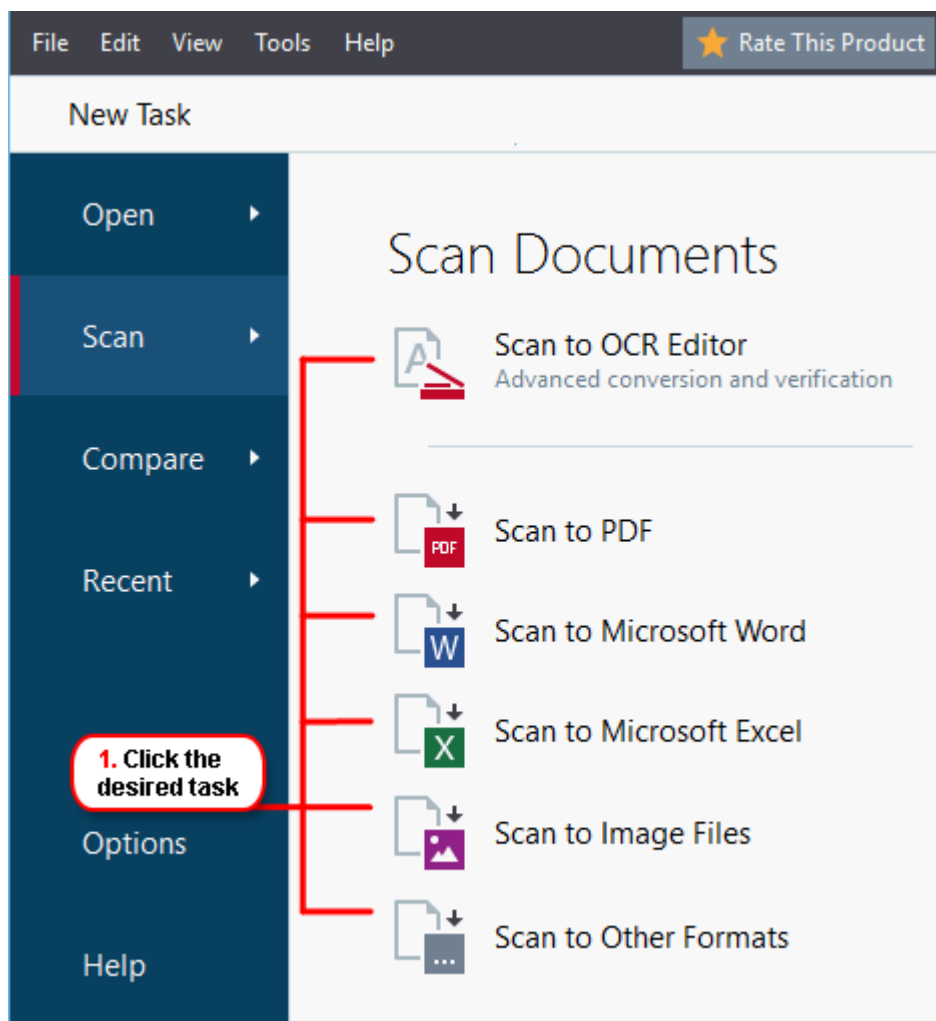 File Edit View Tools Help Rate This Product
New Task
Open
Scan
Compare
Recent
1. Click the
desired task
Options
Help
Scan Documents
Scan to OCR Editor
Advanced conversion and verification
PDF
Scan to PDF
W
Scan to Microsoft Word
X
Scan to Microsoft Excel
Scan to Image Files
...
Scan to Other Formats